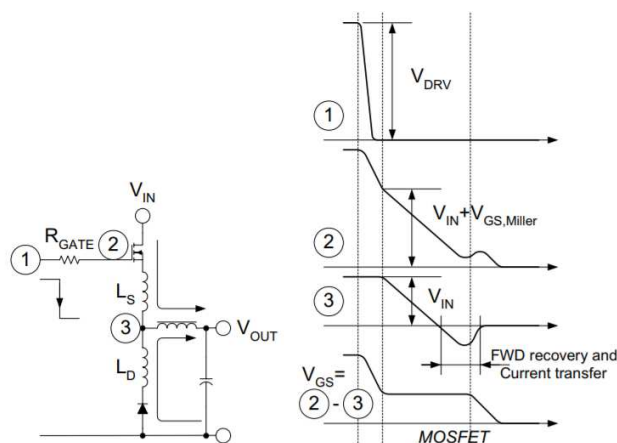 V_IN
R_GATE
2
1
L_S
3
V_OUT
L_D
V_DRV
1
V_IN+V_GS,Miller
2
3
V_IN
FWD recovery and
Current transfer
V_GS=
2 - 3
MOSFET